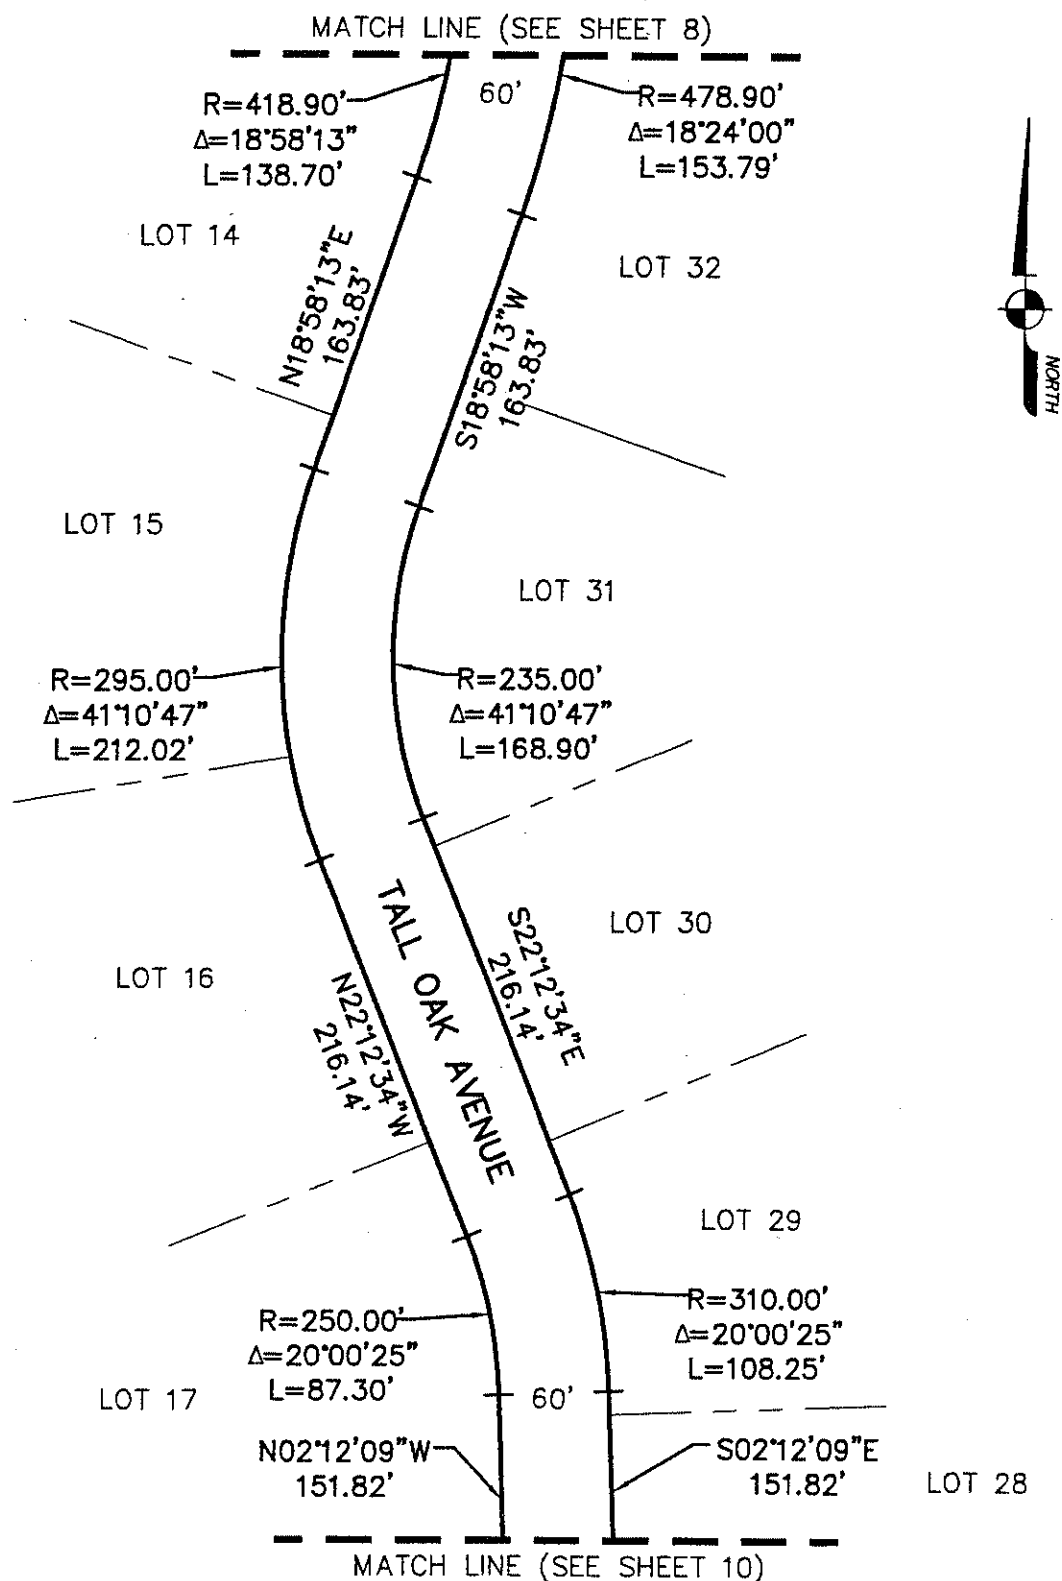 MATCH LINE (SEE SHEET 8)
60'
R=418.90'
Δ=18°58'13"
L=138.70'
R=478.90'
Δ=18°24'00"
L=153.79'
LOT 14
LOT 32
N18°58'13"E
163.83'
S18°58'13"W
163.83'
NORTH
LOT 15
LOT 31
R=295.00'
Δ=41°10'47"
L=212.02'
R=235.00'
Δ=41°10'47"
L=168.90'
TALL OAK AVENUE
LOT 16
LOT 30
N22°12'34"W
216.14'
S22°12'34"E
216.14'
LOT 29
R=250.00'
Δ=20°00'25"
L=87.30'
R=310.00'
Δ=20°00'25"
L=108.25'
LOT 17
60'
N02°12'09"W
151.82'
S02°12'09"E
151.82'
LOT 28
MATCH LINE (SEE SHEET 10)